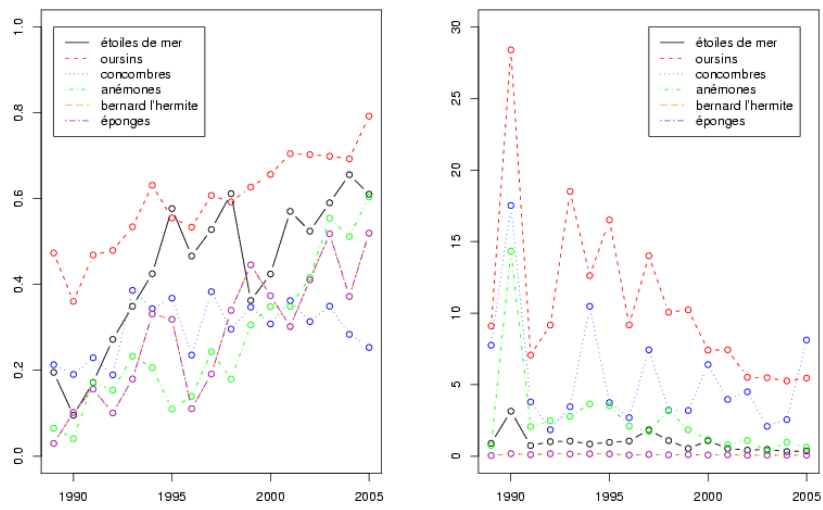 1.0
0.8
0.6
0.4
0.2
0.0
étoiles de mer
oursins
concombres
anémones
bernard l'hermite
éponges
1990
1995
2000
2005
30
25
20
15
10
5
0
étoiles de mer
oursins
concombres
anémones
bernard l'hermite
éponges
1990
1995
2000
2005